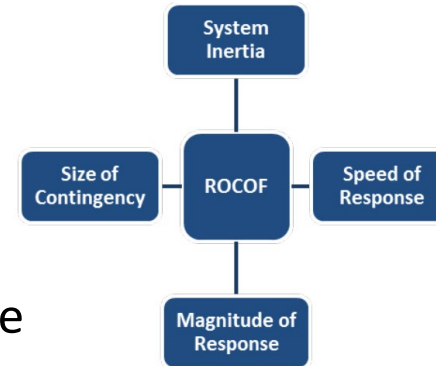 System
Inertia
Size of
Contingency
ROCOF
Speed of
Response
e
Magnitude of
Response